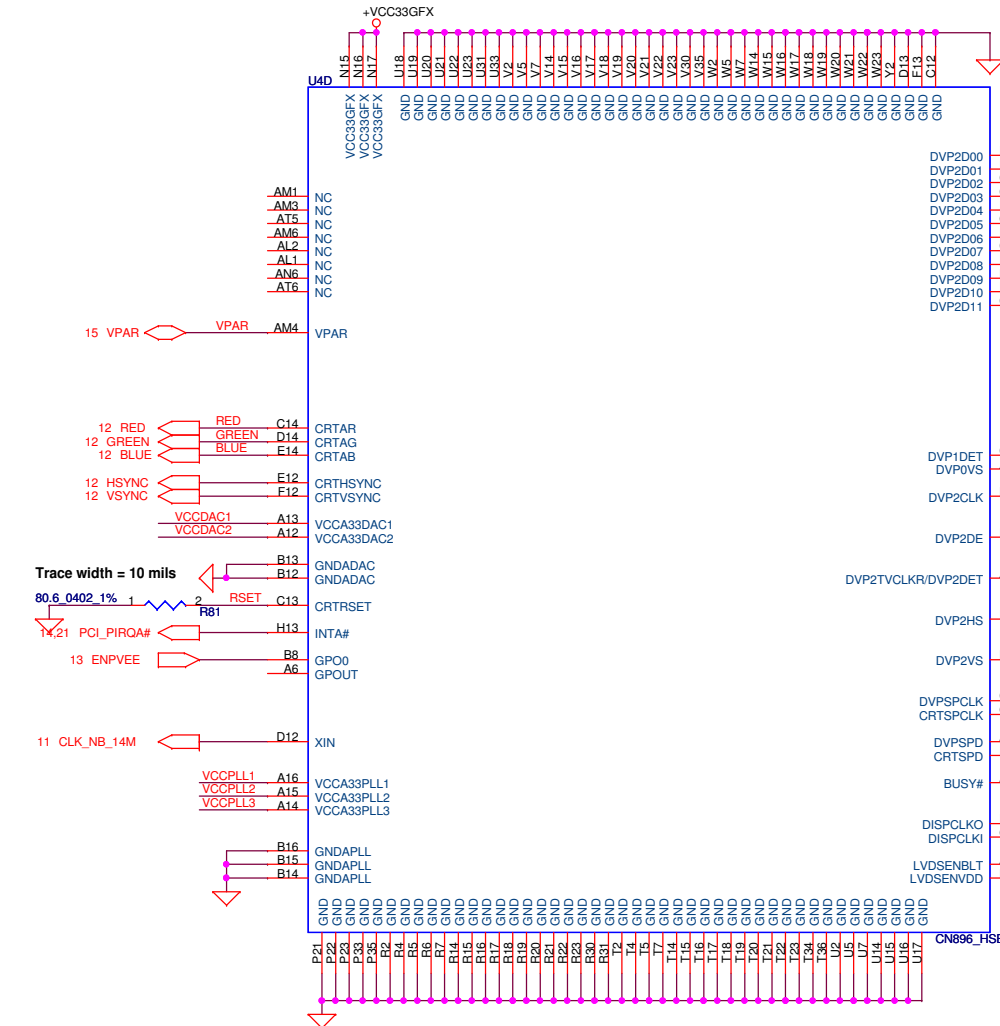 +VCC33GFX
N15 N16 N17 U18 U19 U20 U21 U22 U23 U31 U33 V2 V5 V7 V14 V15 V16 V17 V18 V19 V20 V21 V22 V23 V30 V35 W2 W5 W7 W14 W15 W16 W17 W18 W19 W20 W21 W22 W23 Y2 D13 F13 C12
U4D
VCC33GFX VCC33GFX VCC33GFX GND GND GND GND GND GND GND GND GND GND GND GND GND GND GND GND GND GND GND GND GND GND GND GND GND GND GND GND GND GND GND GND GND GND GND GND GND GND GND GND
DVP2D00
DVP2D01
DVP2D02
AM1 NC DVP2D03
AM3 NC DVP2D04
AT5 NC DVP2D05
AM6 NC DVP2D06
AL2 NC DVP2D07
AL1 NC DVP2D08
AN6 NC DVP2D09
AT6 NC DVP2D10
DVP2D11
15 VPAR VPAR AM4 VPAR
12 RED RED C14 CRTAR
12 GREEN GREEN D14 CRTAG
12 BLUE BLUE E14 CRTAB DVP1DET
DVP0VS
12 HSYNC E12 CRTHSYNC
12 VSYNC F12 CRTVSYNC DVP2CLK
VCCDAC1 A13 VCCA33DAC1
VCCDAC2 A12 VCCA33DAC2 DVP2DE
B13 GNDADAC
Trace width = 10 mils B12 GNDADAC DVP2TVCLKR/DVP2DET
80.6_0402_1% 1 2 RSET C13 CRTRSET
R81
DVP2HS
14,21 PCI_PIRQA# H13 INTA#
13 ENPVEE B8 GPO0 DVP2VS
A6 GPOUT
DVPSPCLK
CRTSPCLK
11 CLK_NB_14M D12 XIN DVPSPD
CRTSPD
VCCPLL1 A16 VCCA33PLL1 BUSY#
VCCPLL2 A15 VCCA33PLL2
VCCPLL3 A14 VCCA33PLL3
DISPCLKO
DISPCLKI
B16 GNDAPLL
B15 GNDAPLL LVDSENBLT
B14 GNDAPLL LVDSENVDD
GND GND GND GND GND GND GND GND GND GND GND GND GND GND GND GND GND GND GND GND GND GND GND GND GND GND GND GND GND GND GND GND GND GND GND GND GND GND GND GND GND GND GND GND GND
CN896_HSB
P21 P22 P23 P33 P35 R2 R4 R5 R6 R7 R14 R15 R16 R17 R18 R19 R20 R21 R22 R23 R30 R31 T2 T4 T5 T7 T14 T15 T16 T17 T18 T19 T20 T21 T22 T23 T34 T36 U2 U5 U7 U14 U15 U16 U17